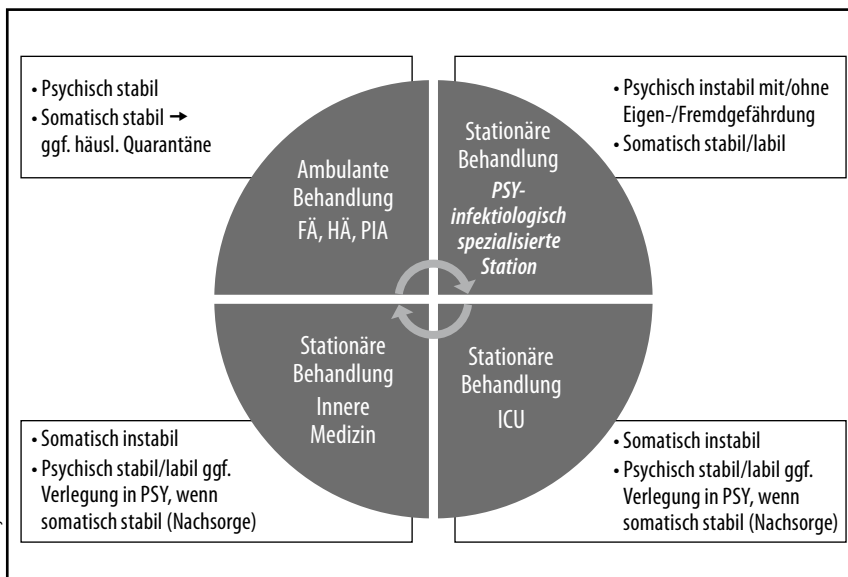 • Psychisch stabil
• Somatisch stabil →
ggf. häusl. Quarantäne
• Psychisch instabil mit/ohne
Eigen-/Fremdgefährdung
• Somatisch stabil/labil
Ambulante
Behandlung
FÄ, HÄ, PIA
Stationäre
Behandlung
PSY-
infektiologisch
spezialisierte
Station
Stationäre
Behandlung
Innere
Medizin
Stationäre
Behandlung
ICU
• Somatisch instabil
• Psychisch stabil/labil ggf.
Verlegung in PSY, wenn
somatisch stabil (Nachsorge)
• Somatisch instabil
• Psychisch stabil/labil ggf.
Verlegung in PSY, wenn
somatisch stabil (Nachsorge)